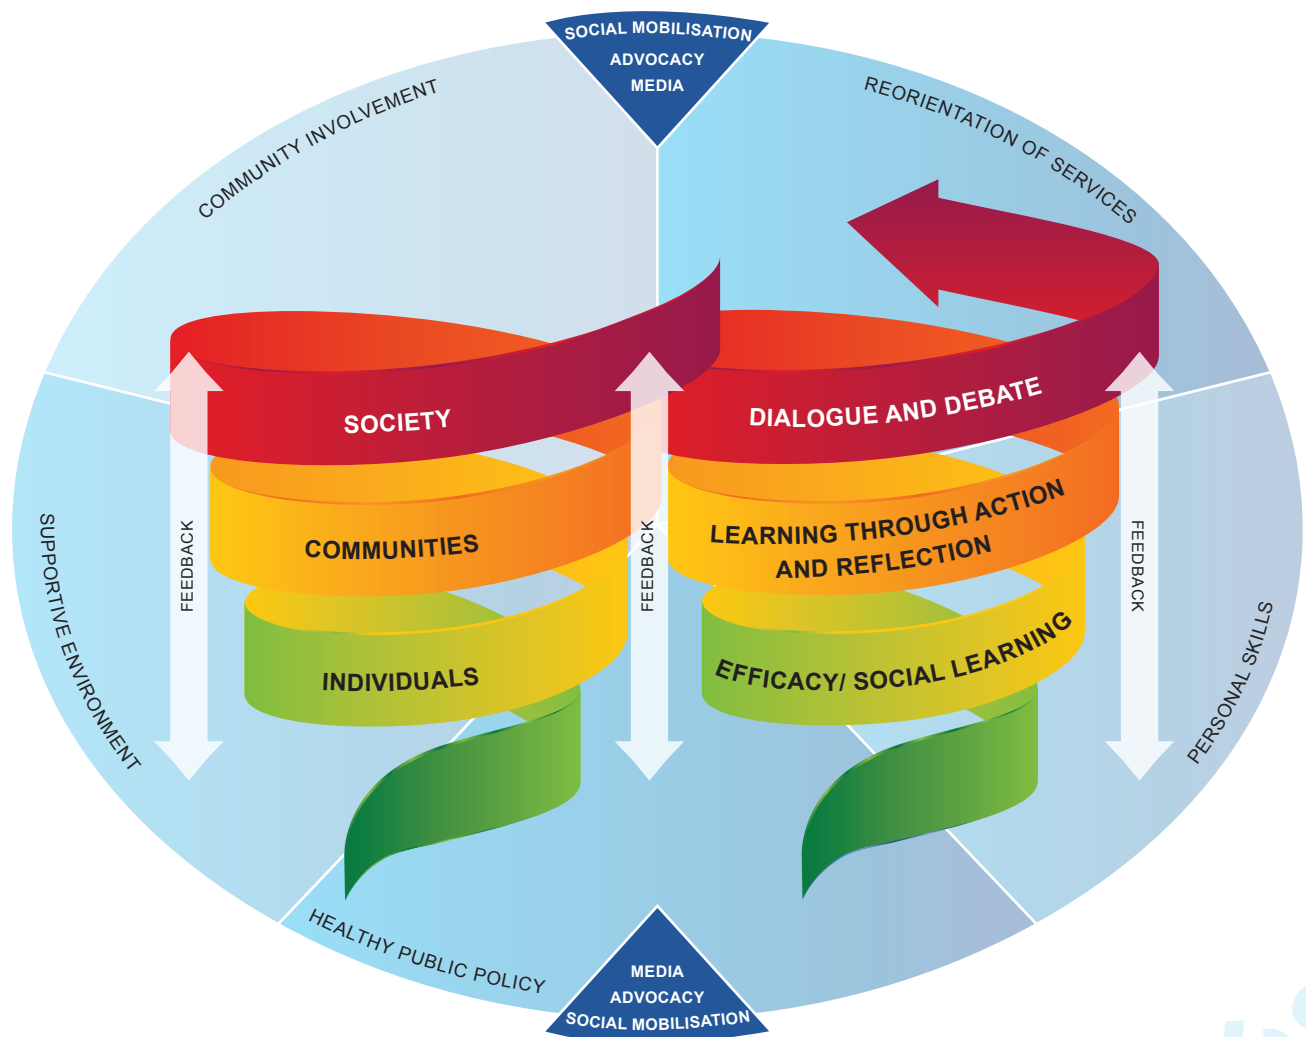 SOCIAL MOBILISATION
ADVOCACY
MEDIA
COMMUNITY INVOLVEMENT
REORIENTATION OF SERVICES
SOCIETY
DIALOGUE AND DEBATE
COMMUNITIES
LEARNING THROUGH ACTION
AND REFLECTION
INDIVIDUALS
EFFICACY/ SOCIAL LEARNING
FEEDBACK
FEEDBACK
FEEDBACK
SUPPORTIVE ENVIRONMENT
PERSONAL SKILLS
HEALTHY PUBLIC POLICY
MEDIA
ADVOCACY
SOCIAL MOBILISATION